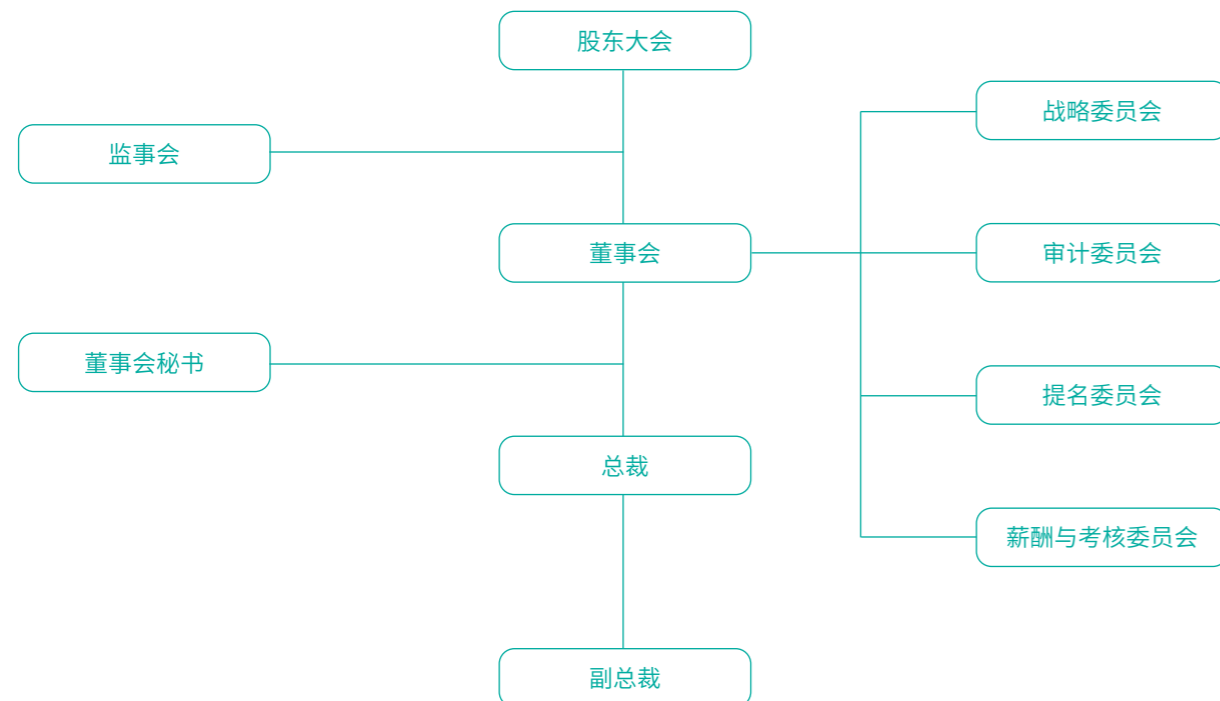 股东大会
战略委员会
监事会
董事会
审计委员会
董事会秘书
提名委员会
总裁
薪酬与考核委员会
副总裁